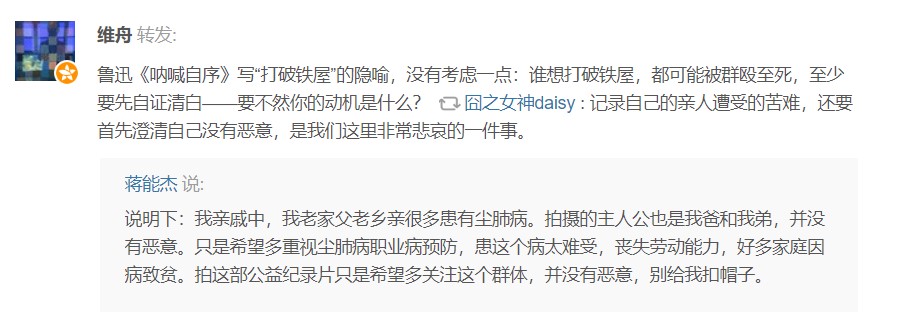 维舟 转发:
鲁迅《呐喊自序》写“打破铁屋”的隐喻，没有考虑一点：谁想打破铁屋，都可能被群殴至死，至少
要先自证清白——要不然你的动机是什么？ 囧之女神daisy : 记录自己的亲人遭受的苦难，还要
首先澄清自己没有恶意，是我们这里非常悲哀的一件事。
蒋能杰 说:
说明下：我亲戚中，我老家父老乡亲很多患有尘肺病。拍摄的主人公也是我爸和我弟，并没
有恶意。只是希望多重视尘肺病职业病预防，患这个病太难受，丧失劳动能力，好多家庭因
病致贫。拍这部公益纪录片只是希望多关注这个群体，并没有恶意，别给我扣帽子。